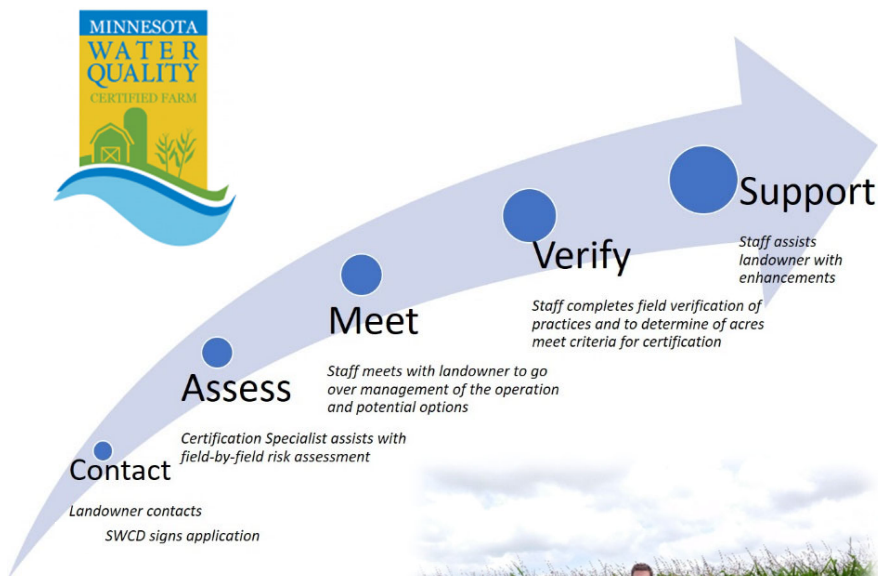 MINNESOTA
WATER
QUALITY
CERTIFIED FARM
Contact
Landowner contacts
SWCD signs application
Assess
Certification Specialist assists with
field-by-field risk assessment
Meet
Staff meets with landowner to go
over management of the operation
and potential options
Verify
Staff completes field verification of
practices and to determine of acres
meet criteria for certification
Support
Staff assists
landowner with
enhancements